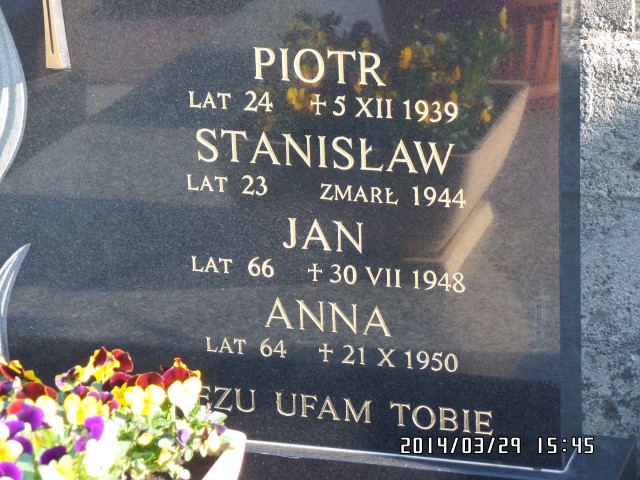 PIOTR
LAT 24 ✝ 5 XII 1939
STANISŁAW
LAT 23 ZMARŁ 1944
JAN
LAT 66 ✝ 30 VII 1948
ANNA
LAT 64 ✝ 21 X 1950
EZU UFAM TOBIE
2014/03/29 15:45